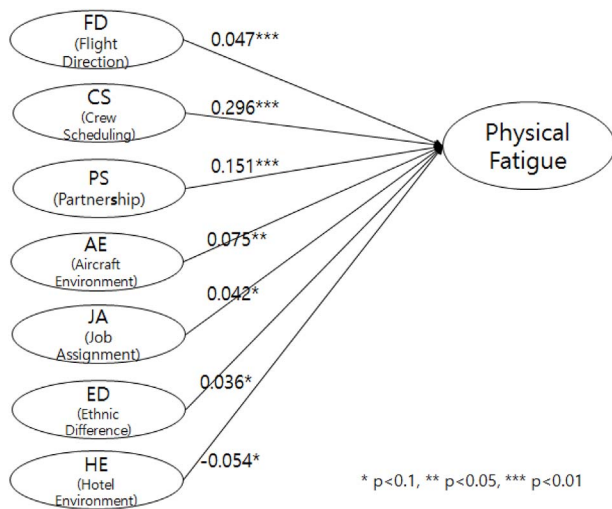 FD
(Flight
Direction)
0.047***
CS
(Crew
Scheduling)
0.296***
PS
(Partnership)
0.151***
AE
(Aircraft
Environment)
0.075**
JA
(Job
Assignment)
0.042*
ED
(Ethnic
Difference)
0.036*
HE
(Hotel
Environment)
-0.054*
Physical
Fatigue
* p<0.1, ** p<0.05, *** p<0.01